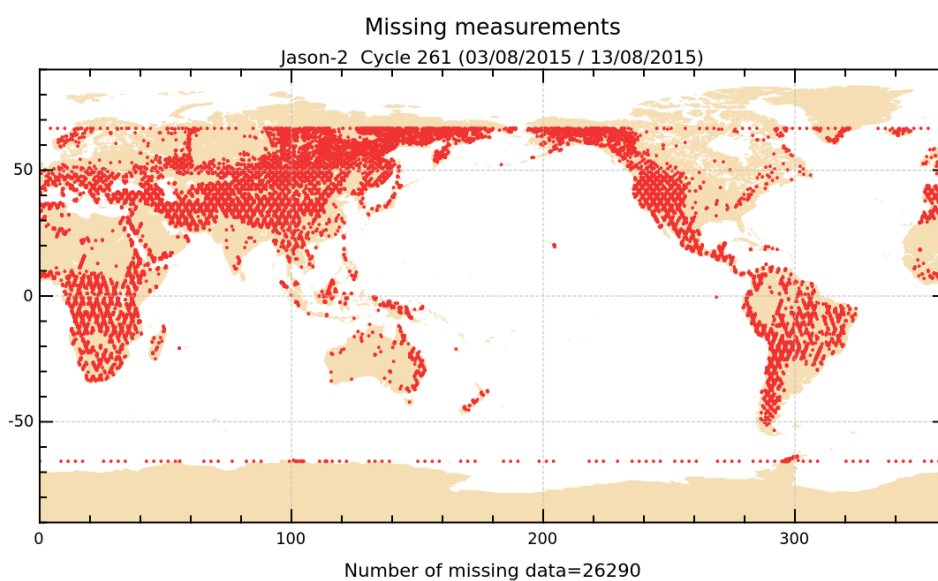 Missing measurements
Jason-2 Cycle 261 (03/08/2015 / 13/08/2015)
50
0
-50
0 100 200 300
Number of missing data=26290